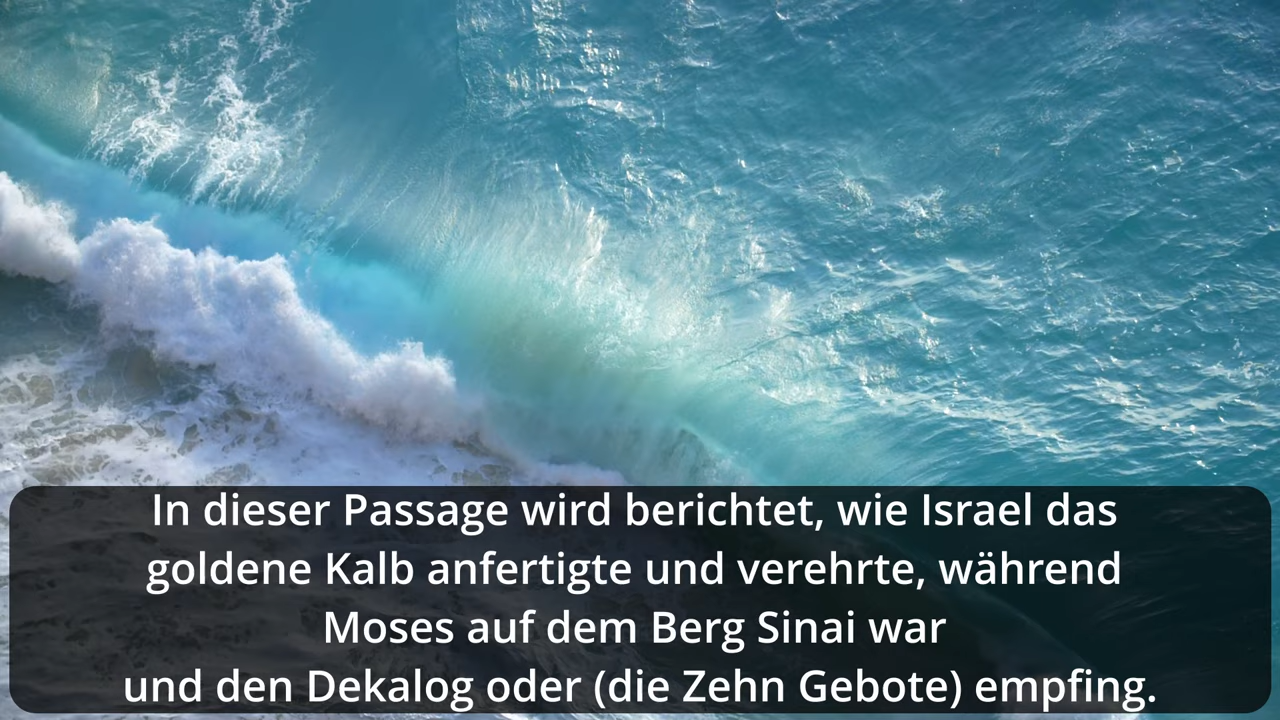 In dieser Passage wird berichtet, wie Israel das
goldene Kalb anfertigte und verehrte, während
Moses auf dem Berg Sinai war
und den Dekalog oder (die Zehn Gebote) empfing.